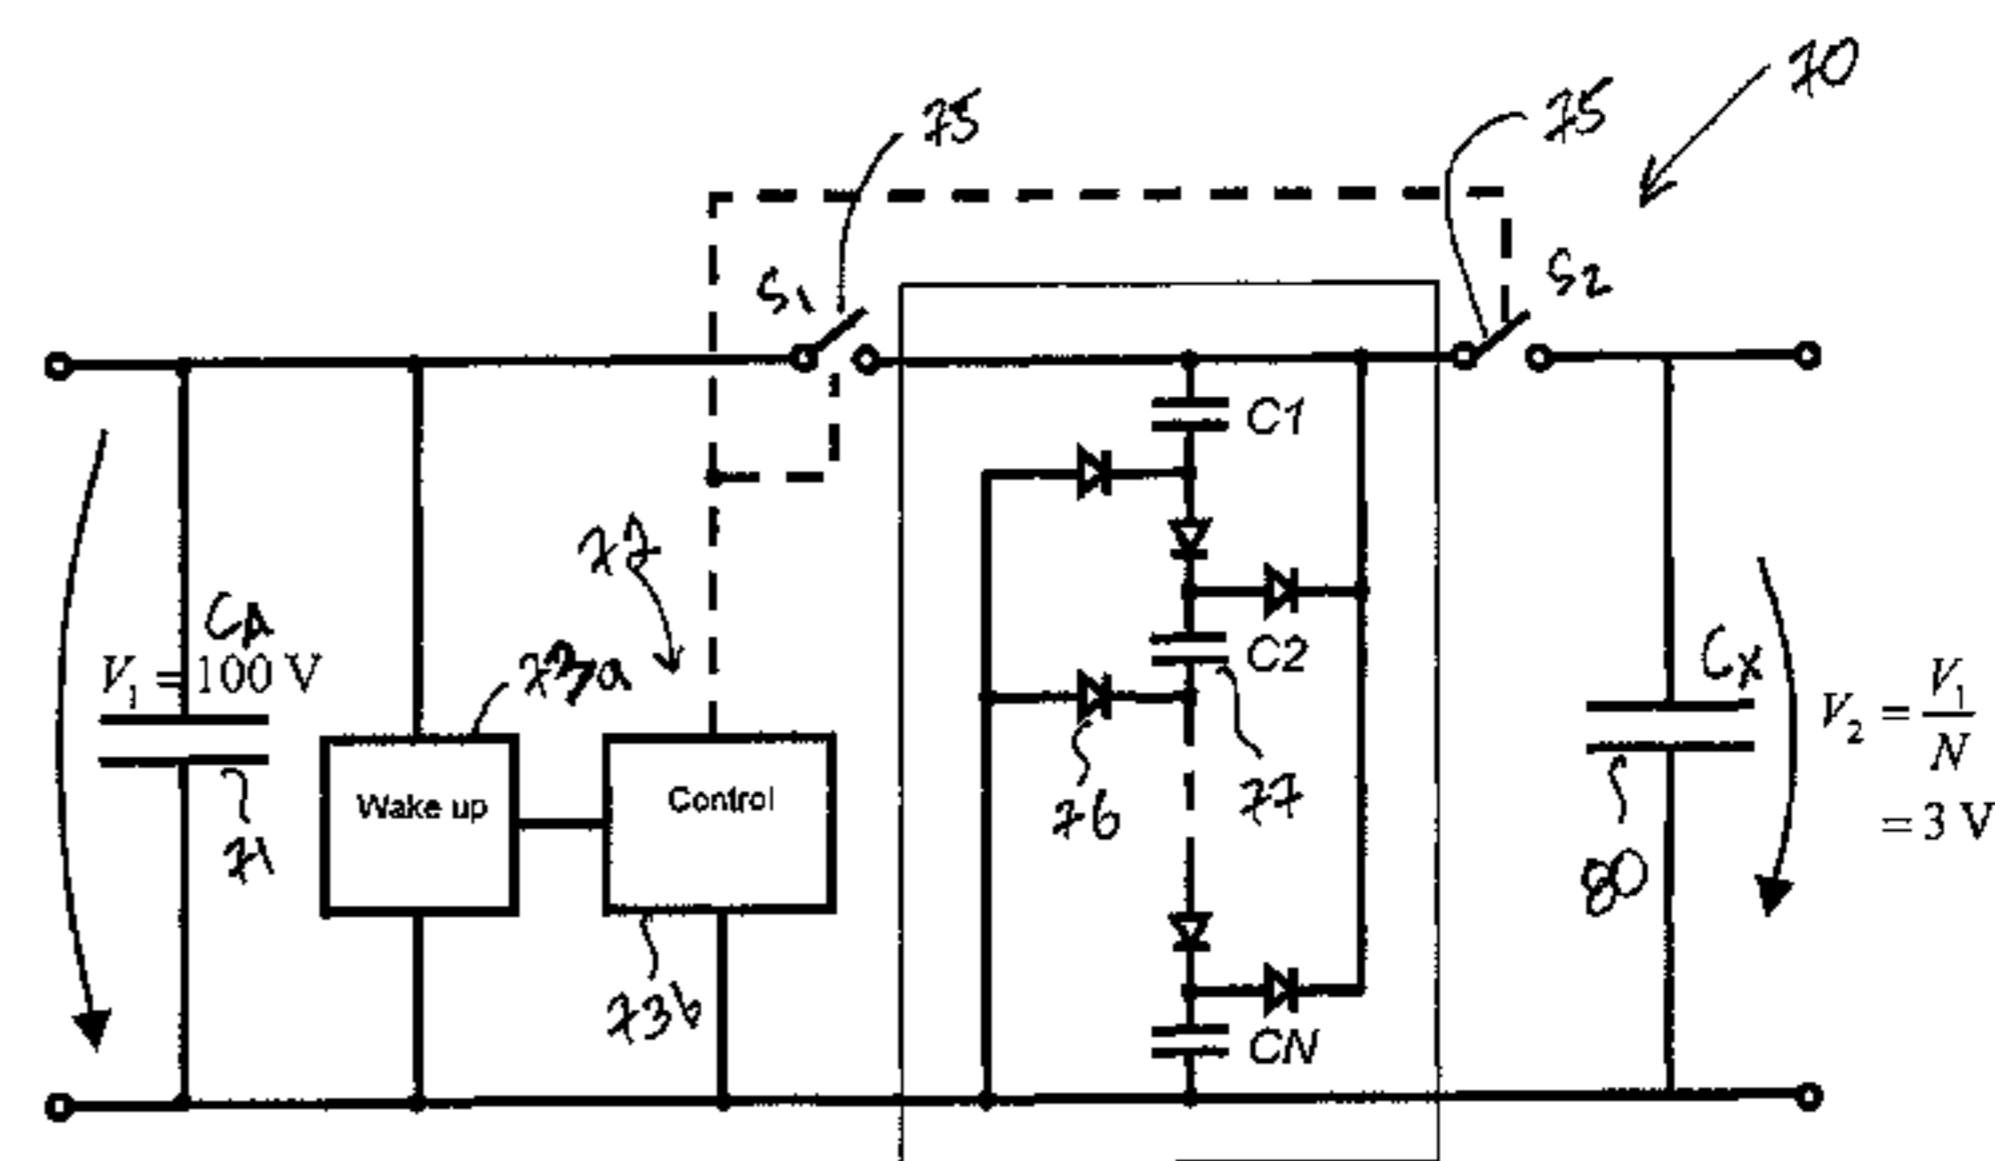 70
75
75
S1
S2
C1
72
CA
V₁ = 100 V
73a
C2
Cx
V₂ = V₁/N
= 3 V
Wake up
Control
71
76
77
80
73b
CN